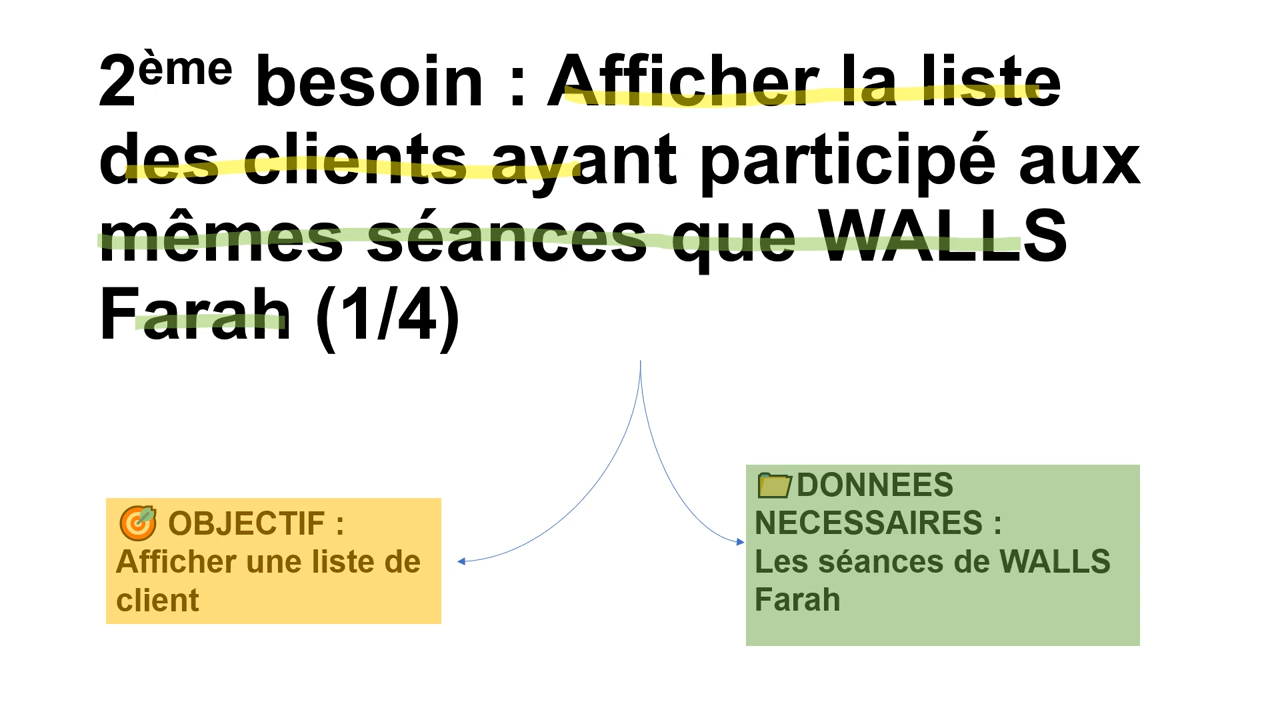 2ème besoin : Afficher la liste
des clients ayant participé aux
mêmes séances que WALLS
Farah (1/4)
OBJECTIF :
Afficher une liste de
client
DONNEES
NECESSAIRES :
Les séances de WALLS
Farah